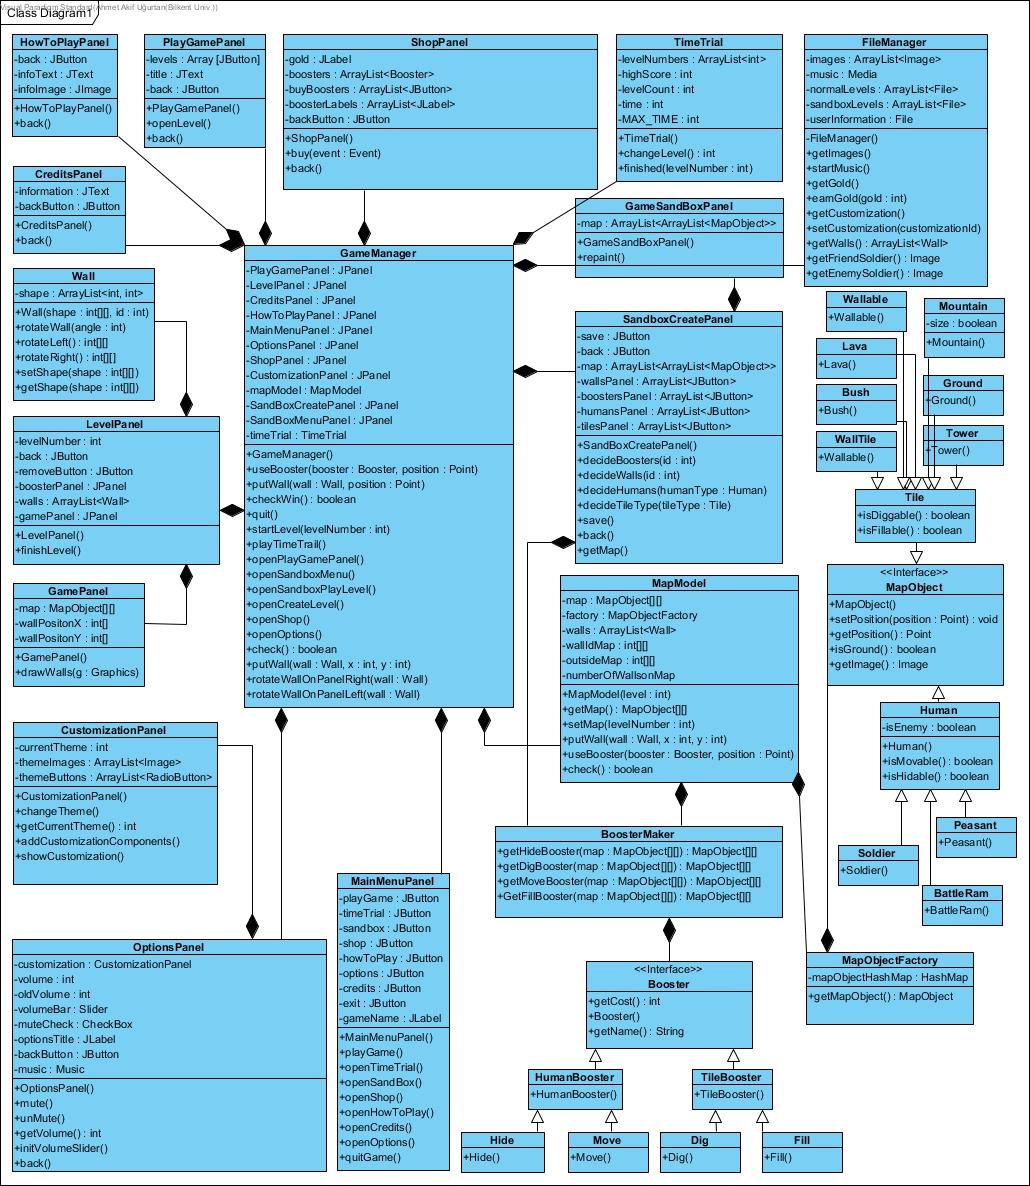 Visual Paradigm Standard(Ahmet Akif Uğurtan(Bilkent Univ.))
Class Diagram1
HowToPlayPanel
-back : JButton
-infoText : JText
-infoImage : JImage
+HowToPlayPanel()
+back()
PlayGamePanel
-levels : Array [JButton]
-title : JText
-back : JButton
+PlayGamePanel()
+openLevel()
+back()
ShopPanel
-gold : JLabel
-boosters : ArrayList<Booster>
-buyBoosters : ArrayList<JButton>
-boosterLabels : ArrayList<JLabel>
-backButton : JButton
+ShopPanel()
+buy(event : Event)
+back()
TimeTrial
-levelNumbers : ArrayList<int>
-highScore : int
-levelCount : int
-time : int
-MAX_TIME : int
+TimeTrial()
+changeLevel() : int
+finished(levelNumber : int)
FileManager
-images : ArrayList<Image>
-music : Media
-normalLevels : ArrayList<File>
-sandboxLevels : ArrayList<File>
-userInformation : File
-FileManager()
+getImages()
+startMusic()
+getGold()
+earnGold(gold : int)
+getCustomization()
+setCustomization(customizationId)
+getWalls() : ArrayList<Wall>
+getFriendSoldier() : Image
+getEnemySoldier() : Image
CreditsPanel
-information : JText
-backButton : JButton
+CreditsPanel()
+back()
GameSandBoxPanel
-map : ArrayList<ArrayList<MapObject>>
+GameSandBoxPanel()
+repaint()
Wall
-shape : ArrayList<int, int>
+Wall(shape : int[][], id : int)
+rotateWall(angle : int)
+rotateLeft() : int[][]
+rotateRight() : int[][]
+setShape(shape : int[][])
+getShape(shape : int[][])
GameManager
-PlayGamePanel : JPanel
-LevelPanel : JPanel
-CreditsPanel : JPanel
-HowToPlayPanel : JPanel
-MainMenuPanel : JPanel
-OptionsPanel : JPanel
-ShopPanel : JPanel
-CustomizationPanel : JPanel
-mapModel : MapModel
-SandBoxCreatePanel : JPanel
-SandBoxMenuPanel : JPanel
-timeTrial : TimeTrial
+GameManager()
+useBooster(booster : Booster, position : Point)
+putWall(wall : Wall, position : Point)
+checkWin() : boolean
+quit()
+startLevel(levelNumber : int)
+playTimeTrail()
+openPlayGamePanel()
+openSandboxMenu()
+openSandboxPlayLevel()
+openCreateLevel()
+openShop()
+openOptions()
+check() : boolean
+putWall(wall : Wall, x : int, y : int)
+rotateWallOnPanelRight(wall : Wall)
+rotateWallOnPanelLeft(wall : Wall)
SandboxCreatePanel
-save : JButton
-back : JButton
-map : ArrayList<ArrayList<MapObject>>
-wallsPanel : ArrayList<JButton>
-boostersPanel : ArrayList<JButton>
-humansPanel : ArrayList<JButton>
-tilesPanel : ArrayList<JButton>
+SandBoxCreatePanel()
+decideBoosters(id : int)
+decideWalls(id : int)
+decideHumans(humanType : Human)
+decideTileType(tileType : Tile)
+save()
+back()
+getMap()
Wallable
+Wallable()
Mountain
-size : boolean
+Mountain()
Lava
+Lava()
Ground
+Ground()
Bush
+Bush()
Tower
+Tower()
WallTile
+Wallable()
LevelPanel
-levelNumber : int
-back : JButton
-removeButton : JButton
-boosterPanel : JPanel
-walls : ArrayList<Wall>
-gamePanel : JPanel
+LevelPanel()
+finishLevel()
Tile
+isDiggable() : boolean
+isFillable() : boolean
GamePanel
-map : MapObject[][]
-wallPositonX : int[]
-wallPositonY : int[]
+GamePanel()
+drawWalls(g : Graphics)
MapModel
-map : MapObject[][]
-factory : MapObjectFactory
-walls : ArrayList<Wall>
-wallIdMap : int[][]
-outsideMap : int[][]
-numberOfWallsonMap
+MapModel(level : int)
+getMap() : MapObject[][]
+setMap(levelNumber : int)
+putWall(wall : Wall, x : int, y : int)
+useBooster(booster : Booster, position : Point)
+check() : boolean
<<Interface>>
MapObject
+MapObject()
+setPosition(position : Point) : void
+getPosition() : Point
+isGround() : boolean
+getImage() : Image
Human
-isEnemy : boolean
+Human()
+isMovable() : boolean
+isHidable() : boolean
CustomizationPanel
-currentTheme : int
-themeImages : ArrayList<Image>
-themeButtons : ArrayList<RadioButton>
+CustomizationPanel()
+changeTheme()
+getCurrentTheme() : int
+addCustomizationComponents()
+showCustomization()
Peasant
+Peasant()
Soldier
+Soldier()
BattleRam
+BattleRam()
BoosterMaker
+getHideBooster(map : MapObject[][]) : MapObject[][]
+getDigBooster(map : MapObject[][]) : MapObject[][]
+getMoveBooster(map : MapObject[][]) : MapObject[][]
+GetFillBooster(map : MapObject[][]) : MapObject[][]
MainMenuPanel
-playGame : JButton
-timeTrial : JButton
-sandbox : JButton
-shop : JButton
-howToPlay : JButton
-options : JButton
-credits : JButton
-exit : JButton
-gameName : JLabel
+MainMenuPanel()
+playGame()
+openTimeTrial()
+openSandBox()
+openShop()
+openHowToPlay()
+openCredits()
+openOptions()
+quitGame()
OptionsPanel
-customization : CustomizationPanel
-volume : int
-oldVolume : int
-volumeBar : Slider
-muteCheck : CheckBox
-optionsTitle : JLabel
-backButton : JButton
-music : Music
+OptionsPanel()
+mute()
+unMute()
+getVolume() : int
+initVolumeSlider()
+back()
MapObjectFactory
-mapObjectHashMap : HashMap
+getMapObject() : MapObject
<<Interface>>
Booster
+getCost() : int
+Booster()
+getName() : String
HumanBooster
+HumanBooster()
TileBooster
+TileBooster()
Hide
+Hide()
Move
+Move()
Dig
+Dig()
Fill
+Fill()